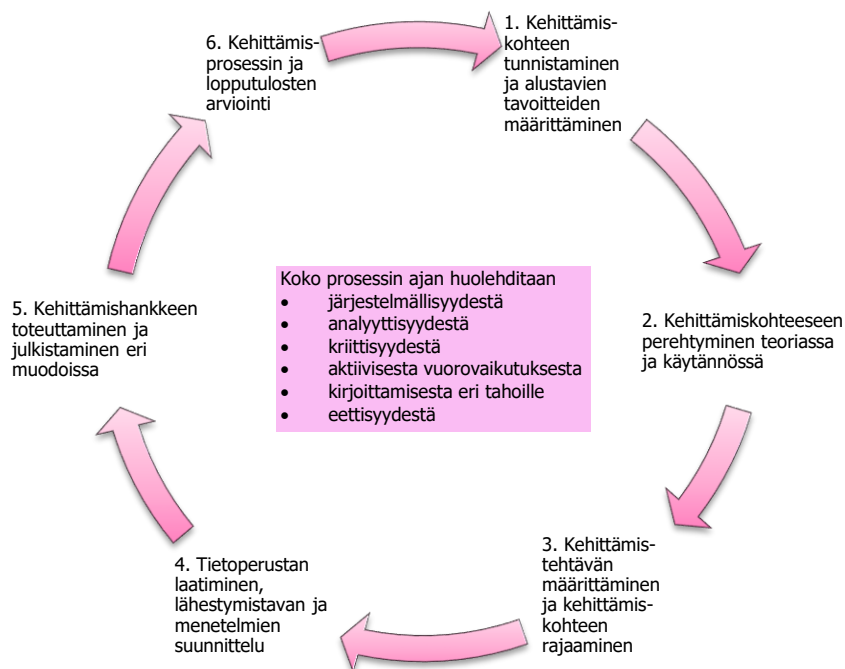 1. Kehittämis-
kohteen
tunnistaminen
ja alustavien
tavoitteiden
määrittäminen
2. Kehittämiskohteeseen
perehtyminen teoriassa
ja käytännössä
3. Kehittämis-
tehtävän
määrittäminen
ja kehittämis-
kohteen
rajaaminen
4. Tietoperustan
laatiminen,
lähestymistavan ja
menetelmien
suunnittelu
5. Kehittämishankkeen
toteuttaminen ja
julkistaminen eri
muodoissa
6. Kehittämis-
prosessin ja
lopputulosten
arviointi
Koko prosessin ajan huolehditaan
• järjestelmällisyydestä
• analyyttisyydestä
• kriittisyydestä
• aktiivisesta vuorovaikutuksesta
• kirjoittamisesta eri tahoille
• eettisyydestä